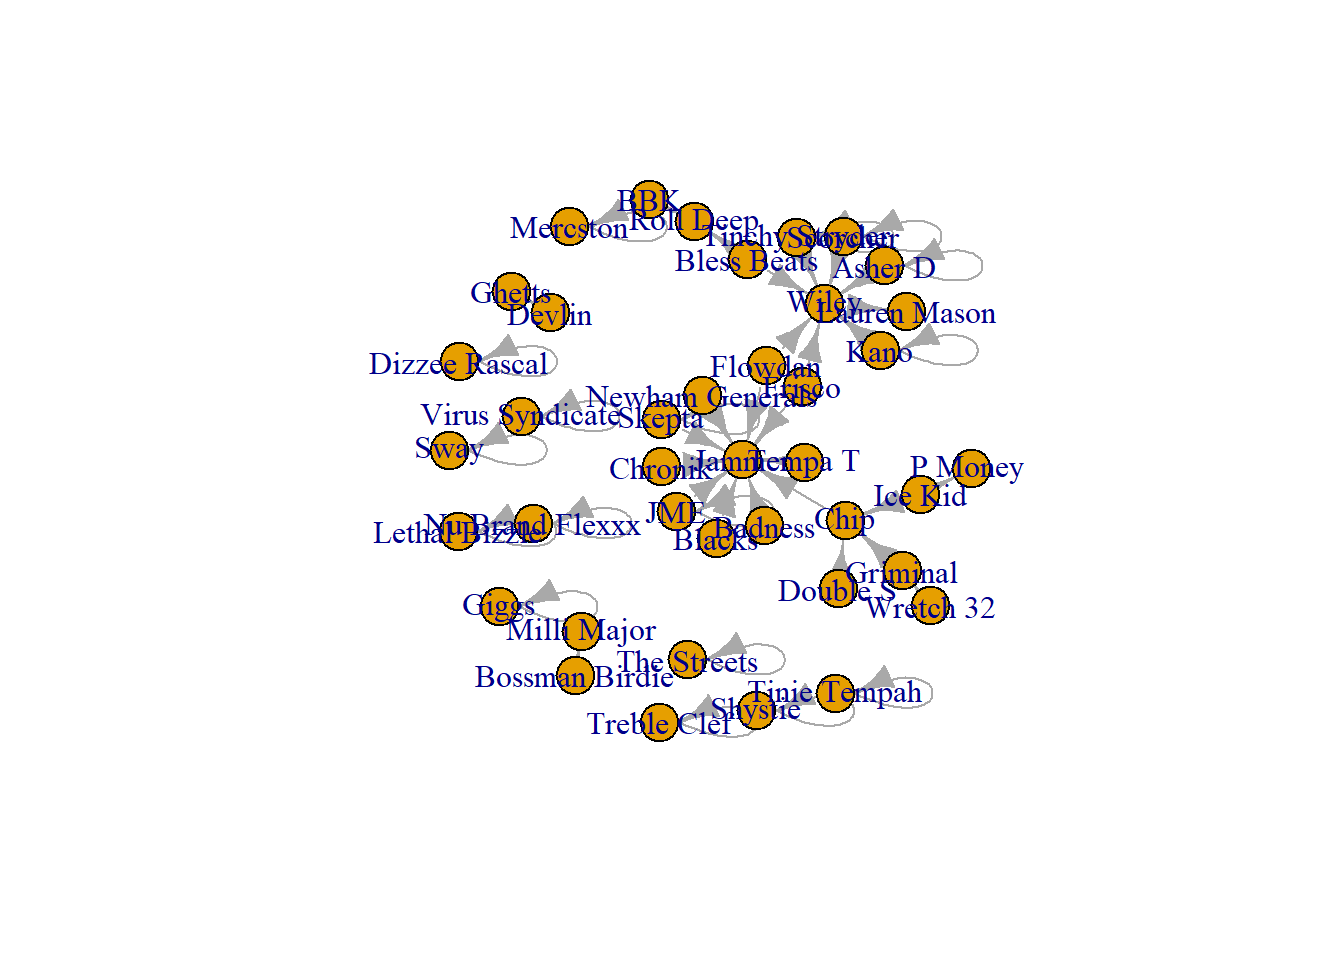 BBK
Roll Deep
Mercston
Tinchy Stryder
Scorcher
Bless Beats
Asher D
Ghetts
Devlin
Wiley
Lauren Mason
Kano
Dizzee Rascal
Flowdan
Frisco
Newham Generals
Virus Syndicate
Skepta
Sway
Chronik
Jammer
Tempa T
P Money
Ice Kid
JME
Chip
Badness
Blacks
Nu Brand Flexxx
Lethal Bizzle
Griminal
Double S
Wretch 32
Giggs
Milli Major
The Streets
Bossman Birdie
Tinie Tempah
Shystie
Treble Clef